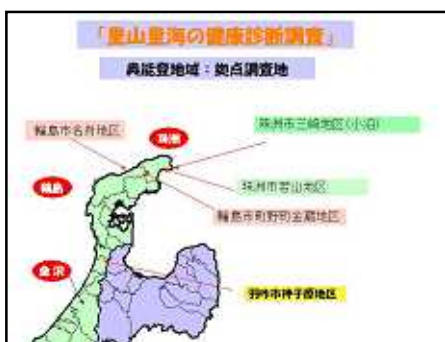 「里山里海の健康診断調査」
奥能登地域：拠点調査地
輪島市名舟地区
珠洲
珠洲市三崎地区(小泊)
輪島
珠洲市若山地区
輪島市町野町金蔵地区
金沢
羽咋市神子原地区